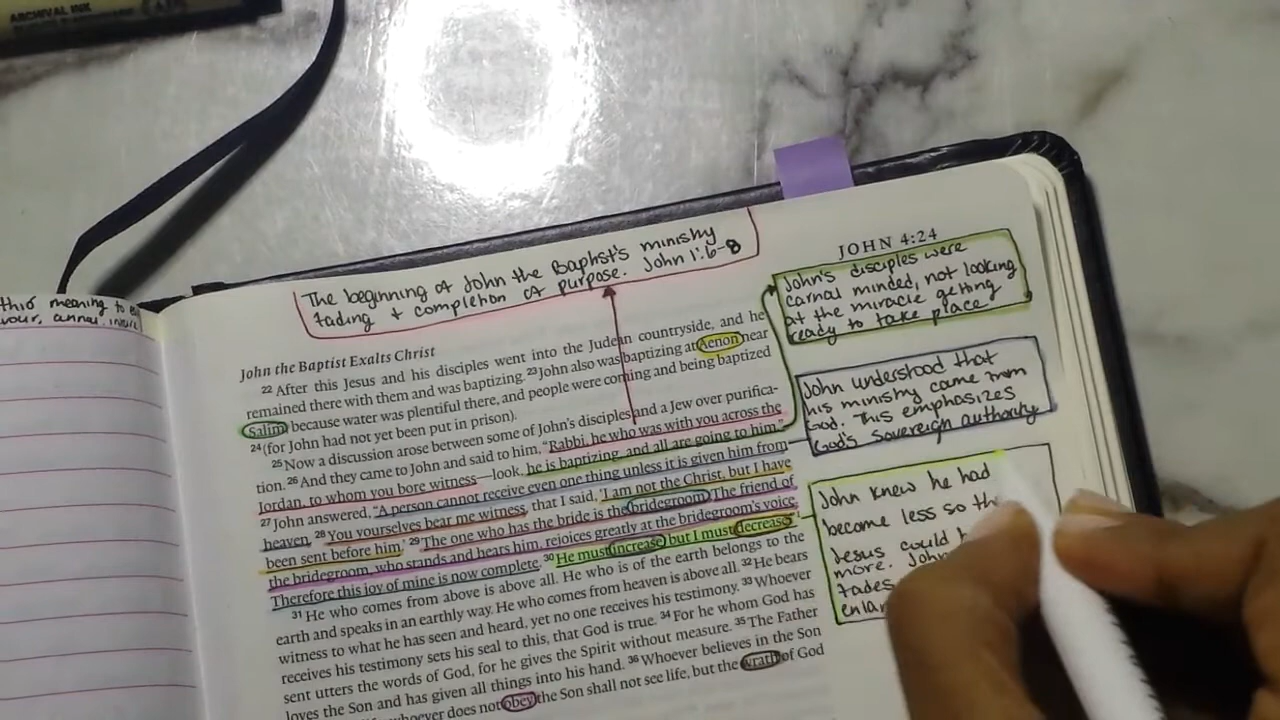 ARCHIVAL INK
this meaning to
your, annul,
The beginning of John the Baptist's ministry
fading + completion of purpose. John 1:6-8
JOHN 4:24
John's disciples were
carnal minded, not looking
at the miracle getting
ready to take place
John understood that
his ministry came from
God. This emphasizes
God's sovereign authority
John knew he had
become less so
Jesus could
more.
fades
John the Baptist Exalts Christ
22 After this Jesus and his disciples went into the Judean countryside, and he
remained there with them and was baptizing. 23 John also was baptizing at Aenon near
Salim, because water was plentiful there, and people were coming and being baptized
24 (for John had not yet been put in prison).
25 Now a discussion arose between some of John's disciples and a Jew over purifica-
tion. 26 And they came to John and said to him, "Rabbi, he who was with you across the
Jordan, to whom you bore witness—look, he is baptizing, and all are going to him."
27 John answered, "A person cannot receive even one thing unless it is given him from
heaven. 28 You yourselves bear me witness, that I said, 'I am not the Christ, but I have
been sent before him.' 29 The one who has the bride is the bridegroom. The friend of
the bridegroom, who stands and hears him, rejoices greatly at the bridegroom's voice.
Therefore this joy of mine is now complete. 30 He must increase, but I must decrease."
31 He who comes from above is above all. He who is of the earth belongs to the
earth and speaks in an earthly way. He who comes from heaven is above all. 32 He bears
witness to what he has seen and heard, yet no one receives his testimony. 33 Whoever
receives his testimony sets his seal to this, that God is true. 34 For he whom God has
sent utters the words of God, for he gives the Spirit without measure. 35 The Father
loves the Son and has given all things into his hand. 36 Whoever believes in the Son
whoever does not obey the Son shall not see life, but the wrath of God